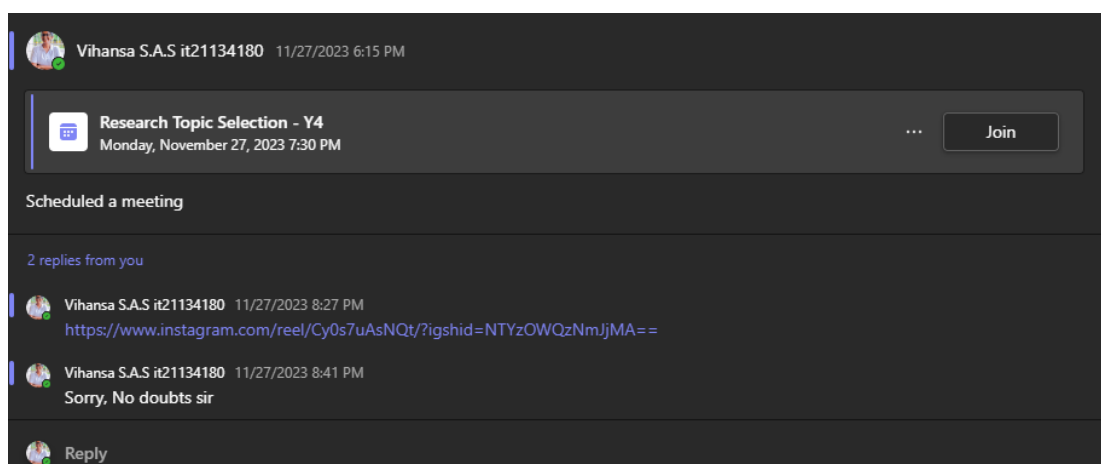 Vihansa S.A.S it21134180 11/27/2023 6:15 PM
Research Topic Selection - Y4
Monday, November 27, 2023 7:30 PM
... Join
Scheduled a meeting
2 replies from you
Vihansa S.A.S it21134180 11/27/2023 8:27 PM
https://www.instagram.com/reel/Cy0s7uAsNQt/?igshid=NTYzOWQzNmJjMA==
Vihansa S.A.S it21134180 11/27/2023 8:41 PM
Sorry, No doubts sir
Reply